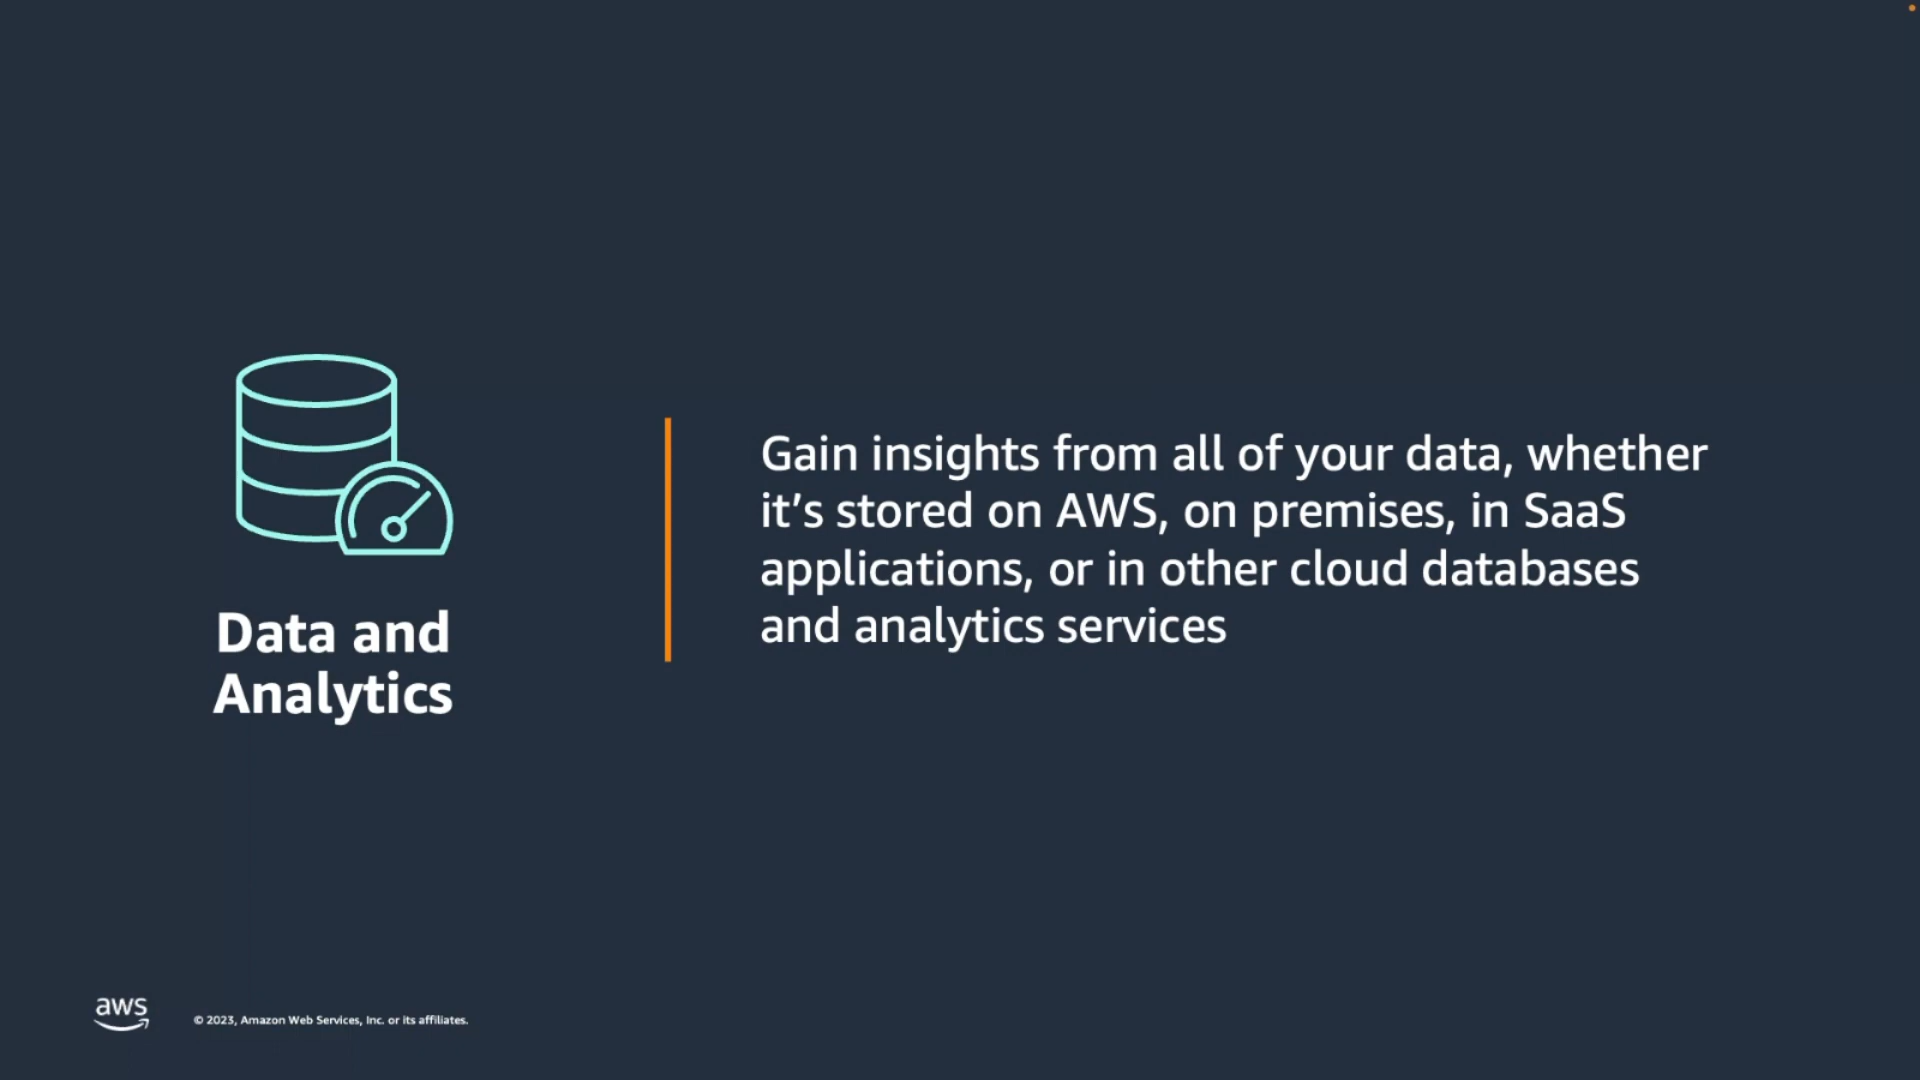 Data and
Analytics
Gain insights from all of your data, whether
it’s stored on AWS, on premises, in SaaS
applications, or in other cloud databases
and analytics services
aws
© 2023, Amazon Web Services, Inc. or its affiliates.